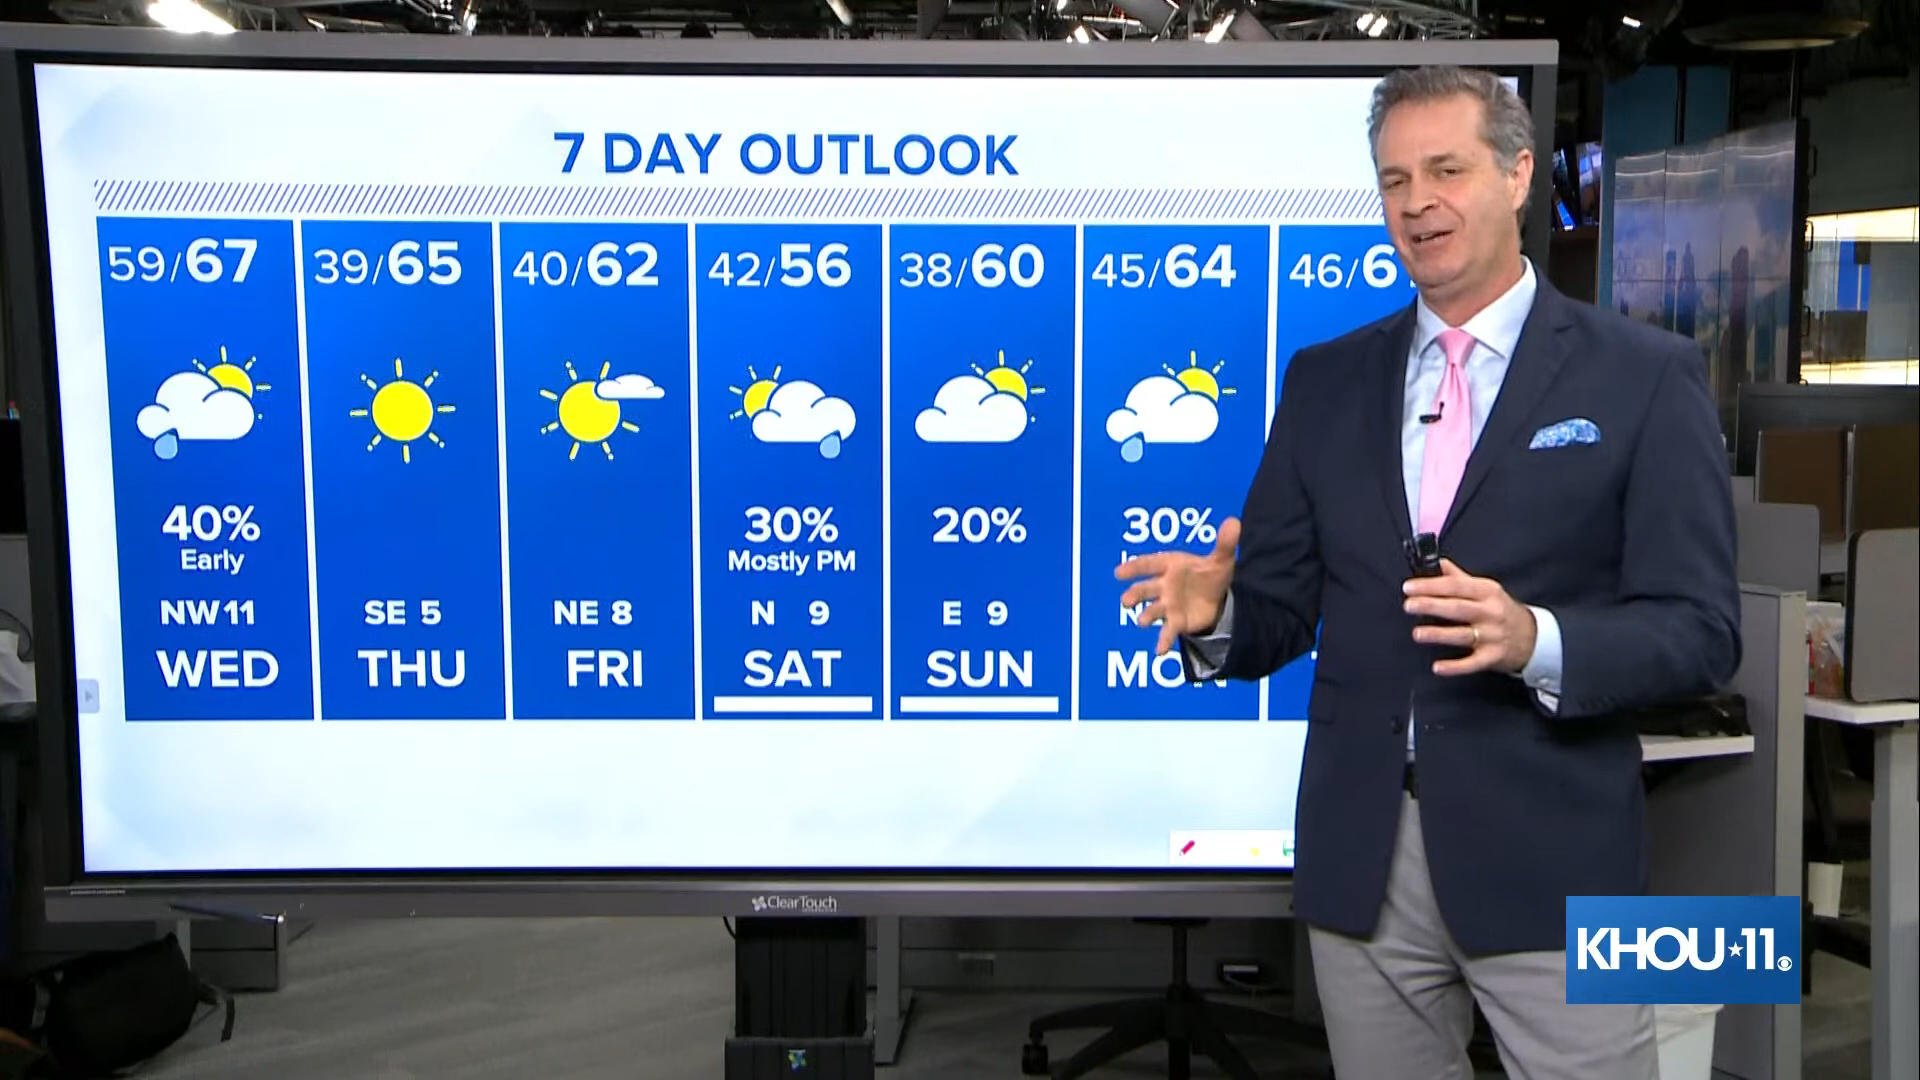 7 DAY OUTLOOK
59/67
39/65
40/62
42/56
38/60
45/64
46/6
40%
Early
30%
Mostly PM
20%
30%
NW 11
SE 5
NE 8
N 9
E 9
WED
THU
FRI
SAT
SUN
MON
ClearTouch
KHOU★11